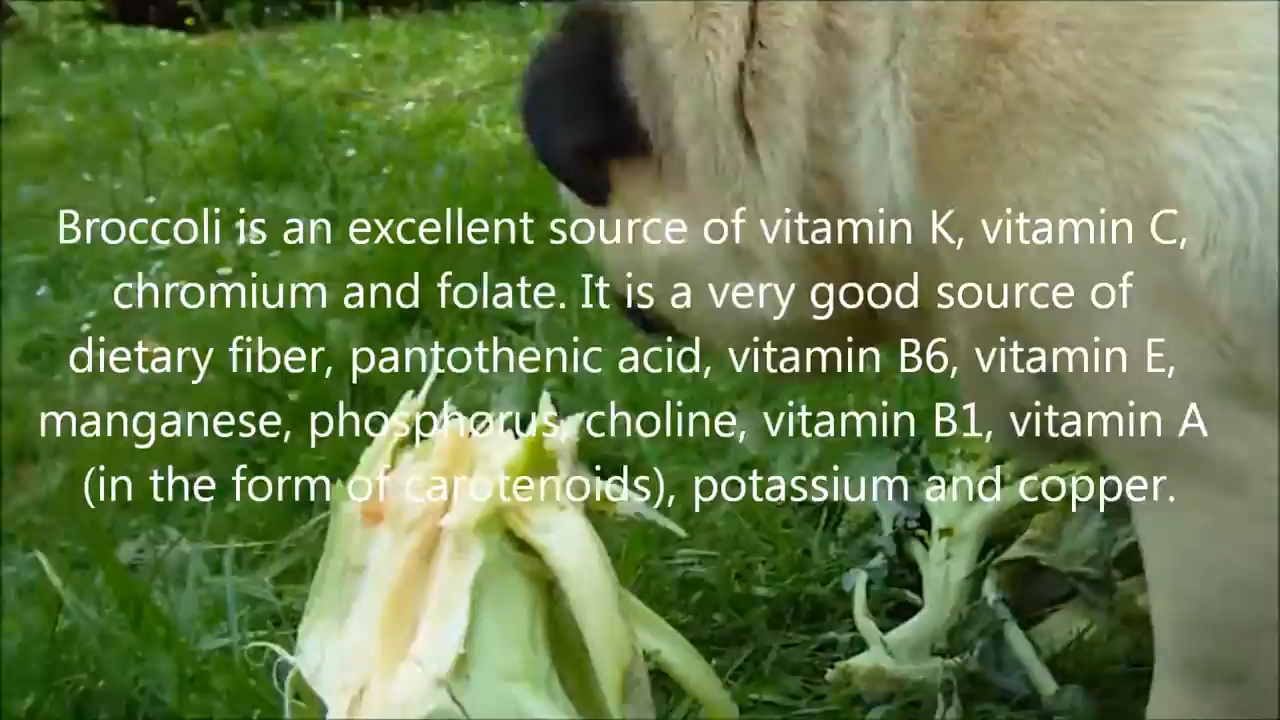 Broccoli is an excellent source of vitamin K, vitamin C,
chromium and folate. It is a very good source of
dietary fiber, pantothenic acid, vitamin B6, vitamin E,
manganese, phosphorus, choline, vitamin B1, vitamin A
(in the form of carotenoids), potassium and copper.